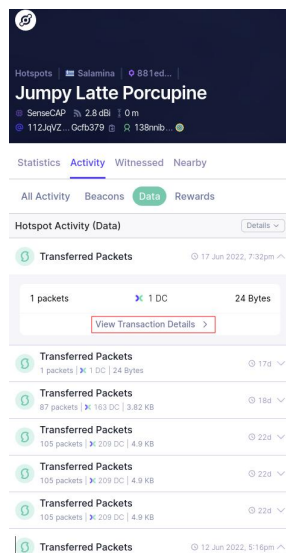 Hotspots Salamina 881ed...
Jumpy Latte Porcupine
SenseCAP 2.8 dBi 0 m
112JqVZ... Gcfb379 138nnib...
Statistics Activity Witnessed Nearby
All Activity Beacons Data Rewards
Hotspot Activity (Data) Details
Transferred Packets 17 Jun 2022, 7:32pm
1 packets 1 DC 24 Bytes
View Transaction Details >
Transferred Packets
1 packets | 1 DC | 24 Bytes 17d
Transferred Packets
87 packets | 163 DC | 3.82 KB 18d
Transferred Packets
105 packets | 209 DC | 4.9 KB 22d
Transferred Packets
105 packets | 209 DC | 4.9 KB 22d
Transferred Packets
105 packets | 209 DC | 4.9 KB 22d
Transferred Packets 12 Jun 2022, 5:16pm